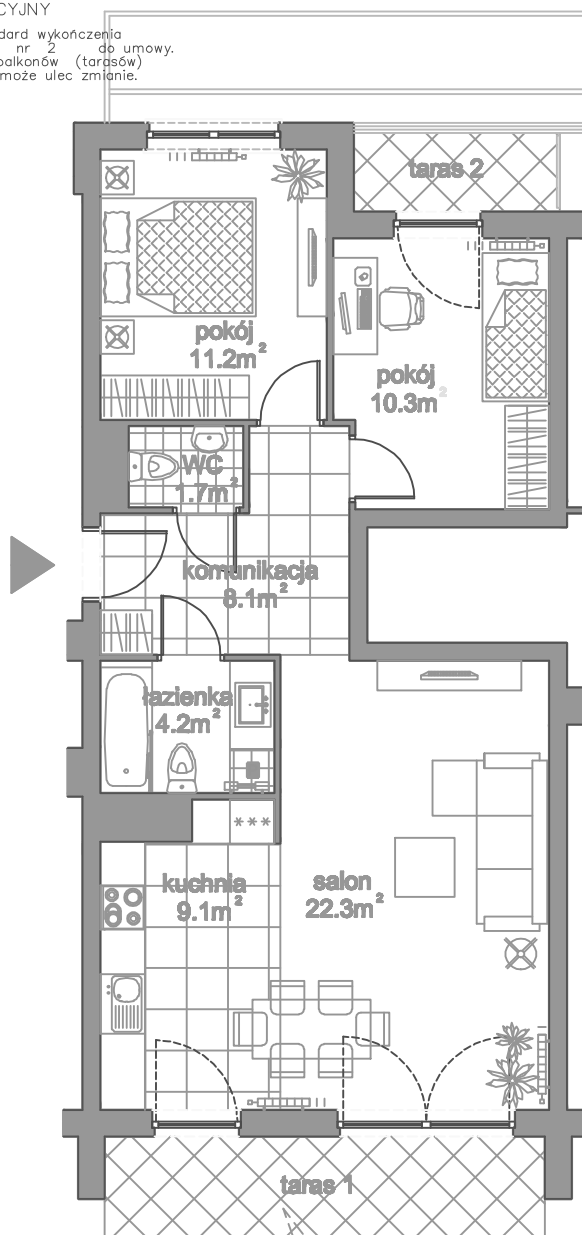 CYJNY
dard wykończenia
nr 2 do umowy.
balkonów (tarasów)
może ulec zmianie.
taras 2
pokój
11.2m²
pokój
10.3m²
WC
1.7m²
komunikacja
8.1m²
łazienka
4.2m²
***
kuchnia
9.1m²
salon
22.3m²
taras 1